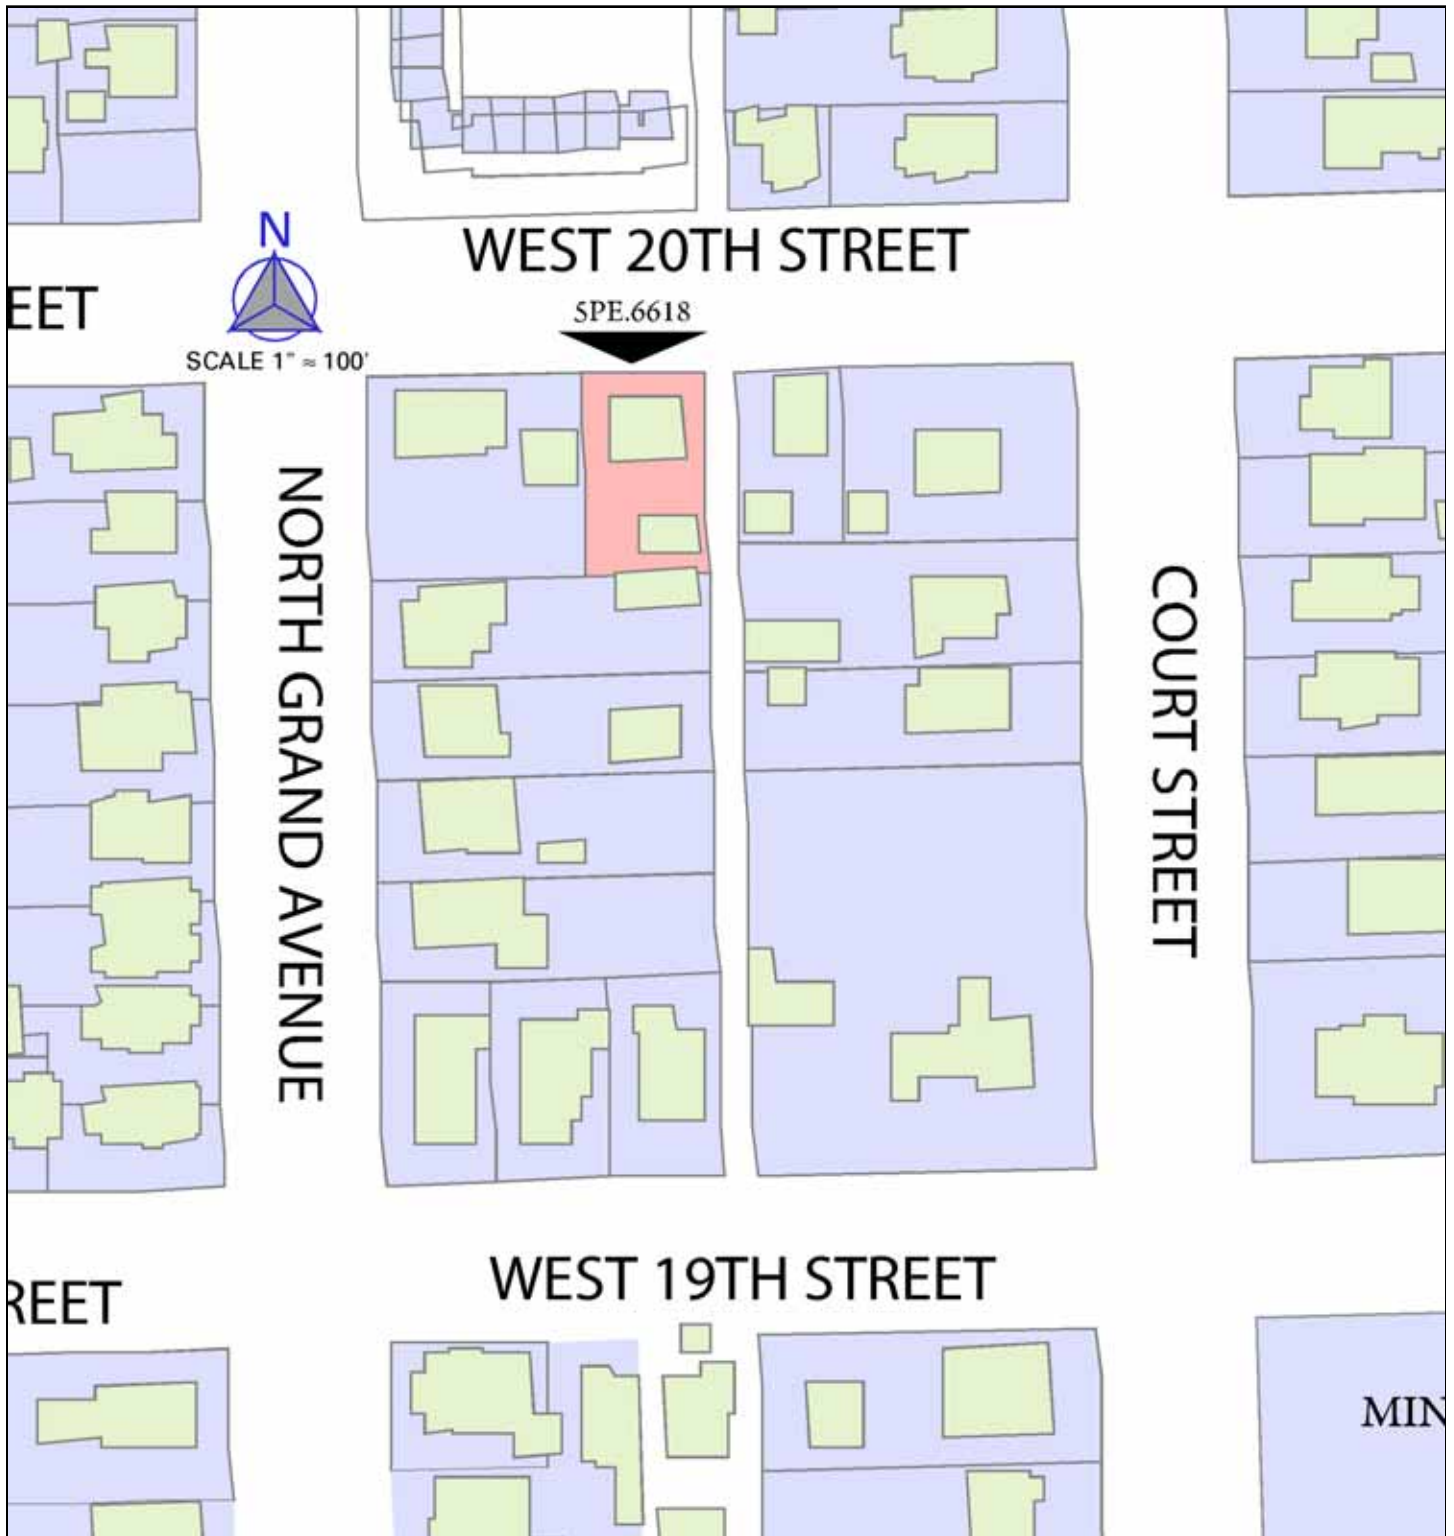 WEST 20TH STREET
N
EET
5PE.6618
SCALE 1" ≈ 100'
NORTH GRAND AVENUE
COURT STREET
WEST 19TH STREET
REET
MIN